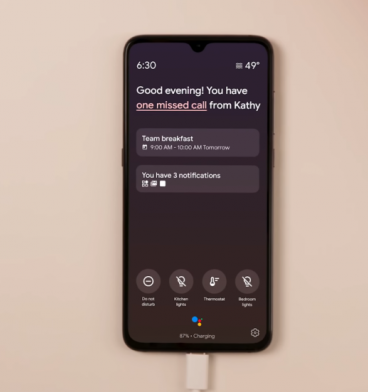 6:30 49°
Good evening! You have
one missed call from Kathy
Team breakfast
9:00 AM - 10:00 AM Tomorrow
You have 3 notifications
Do not
disturb
Kitchen
lights
Thermostat
Bedroom
lights
87% • Charging